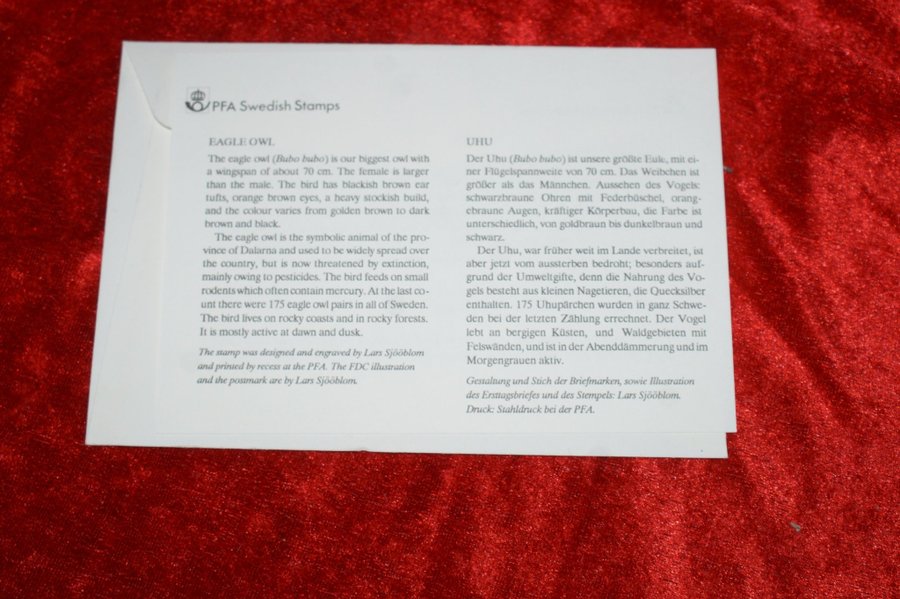 PFA Swedish Stamps
EAGLE OWL
The eagle owl (Bubo bubo) is our biggest owl with
a wingspan of about 70 cm. The female is larger
than the male. The bird has blackish brown ear
tufts, orange brown eyes, a heavy stockish build,
and the colour varies from golden brown to dark
brown and black.
The eagle owl is the symbolic animal of the pro-
vince of Dalarna and used to be widely spread over
the country, but is now threatened by extinction,
mainly owing to pesticides. The bird feeds on small
rodents which often contain mercury. At the last co-
unt there were 175 eagle owl pairs in all of Sweden.
The bird lives on rocky coasts and in rocky forests.
It is mostly active at dawn and dusk.
The stamp was designed and engraved by Lars Sjööblom
and printed by recess at the PFA. The FDC illustration
and the postmark are by Lars Sjööblom.
UHU
Der Uhu (Bubo bubo) ist unsere größte Eule, mit ei-
ner Flügelspannweite von 70 cm. Das Weibchen ist
größer als das Männchen. Aussehen des Vogels:
schwarzbraune Ohren mit Federbüschel, orang-
ebraune Augen, kräftiger Körperbau, die Farbe ist
unterschiedlich, von goldbraun bis dunkelbraun und
schwarz.
Der Uhu, war früher weit im Lande verbreitet, ist
aber jetzt vom aussterben bedroht; besonders auf-
grund der Umweltgifte, denn die Nahrung des Vo-
gels besteht aus kleinen Nagetieren, die Quecksilber
enthalten. 175 Uhupärchen wurden in ganz Schwe-
den bei der letzten Zählung errechnet. Der Vogel
lebt an bergigen Küsten, und Waldgebieten mit
Felswänden, und ist in der Abenddämmerung und im
Morgengrauen aktiv.
Gestaltung und Stich der Briefmarken, sowie Illustration
des Ersttagsbriefes und des Stempels: Lars Sjööblom.
Druck: Stahldruck bei der PFA.